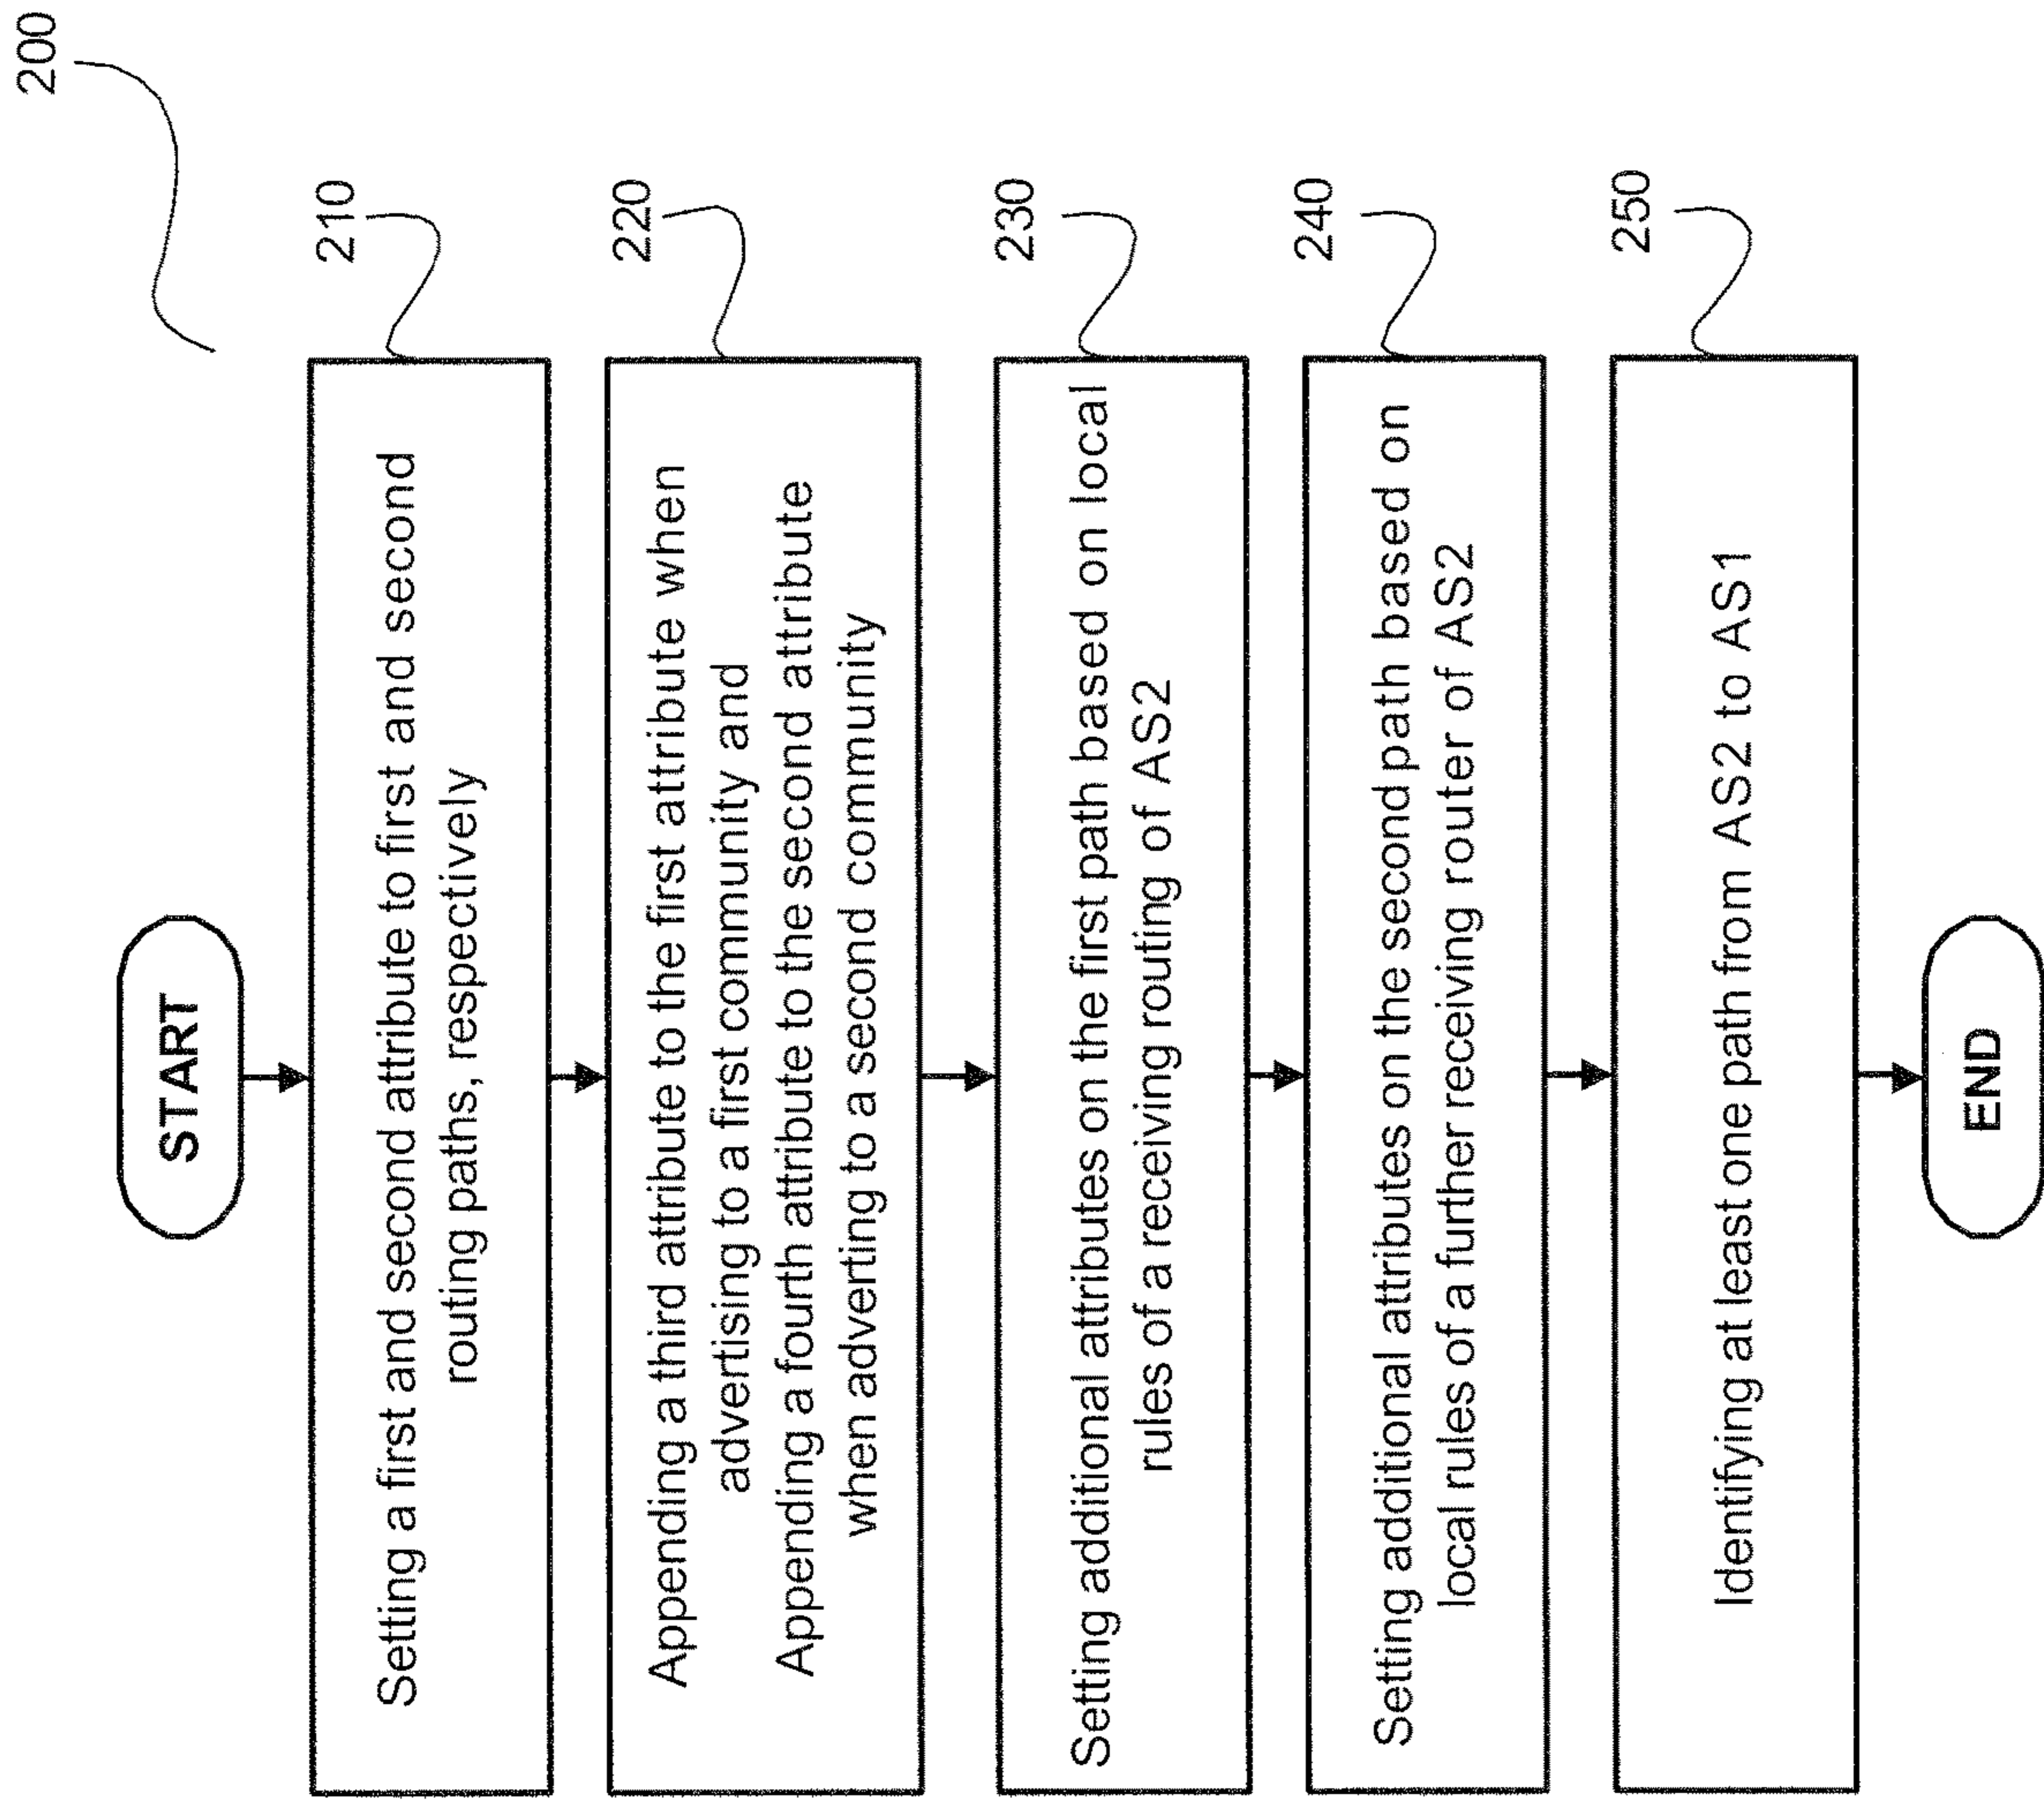 200
START
210
Setting a first and second attribute to first and second
routing paths, respectively
220
Appending a third attribute to the first attribute when
advertising to a first community and
Appending a fourth attribute to the second attribute
when adverting to a second community
230
Setting additional attributes on the first path based on local
rules of a receiving routing of AS2
240
Setting additional attributes on the second path based on
local rules of a further receiving router of AS2
250
Identifying at least one path from AS2 to AS1
END